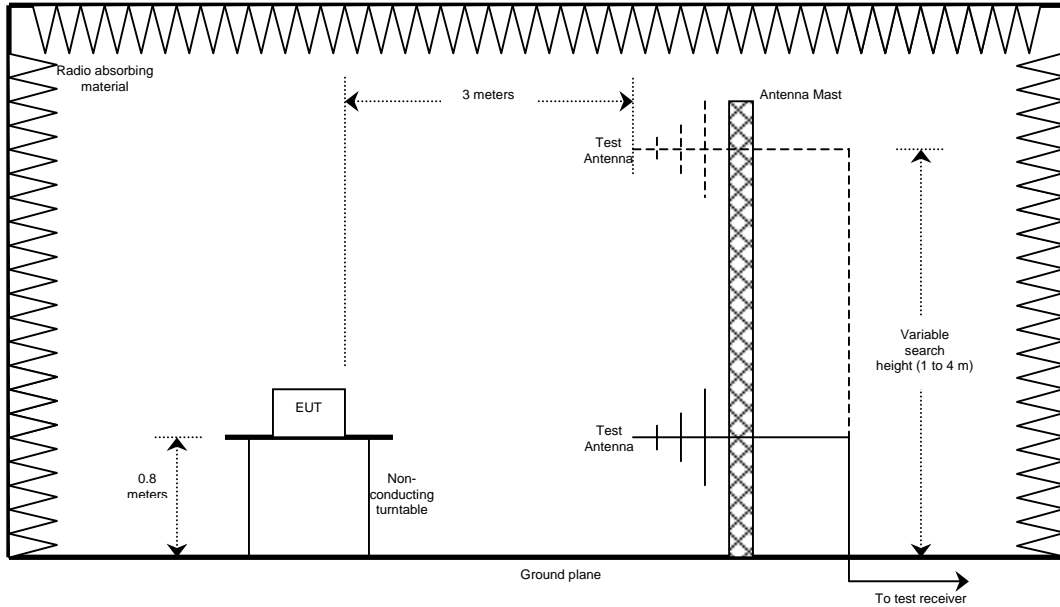 Radio absorbing
material
3 meters
Antenna Mast
Test
Antenna
Variable
search
height (1 to 4 m)
EUT
Test
Antenna
0.8
meters
Non-
conducting
turntable
Ground plane
To test receiver